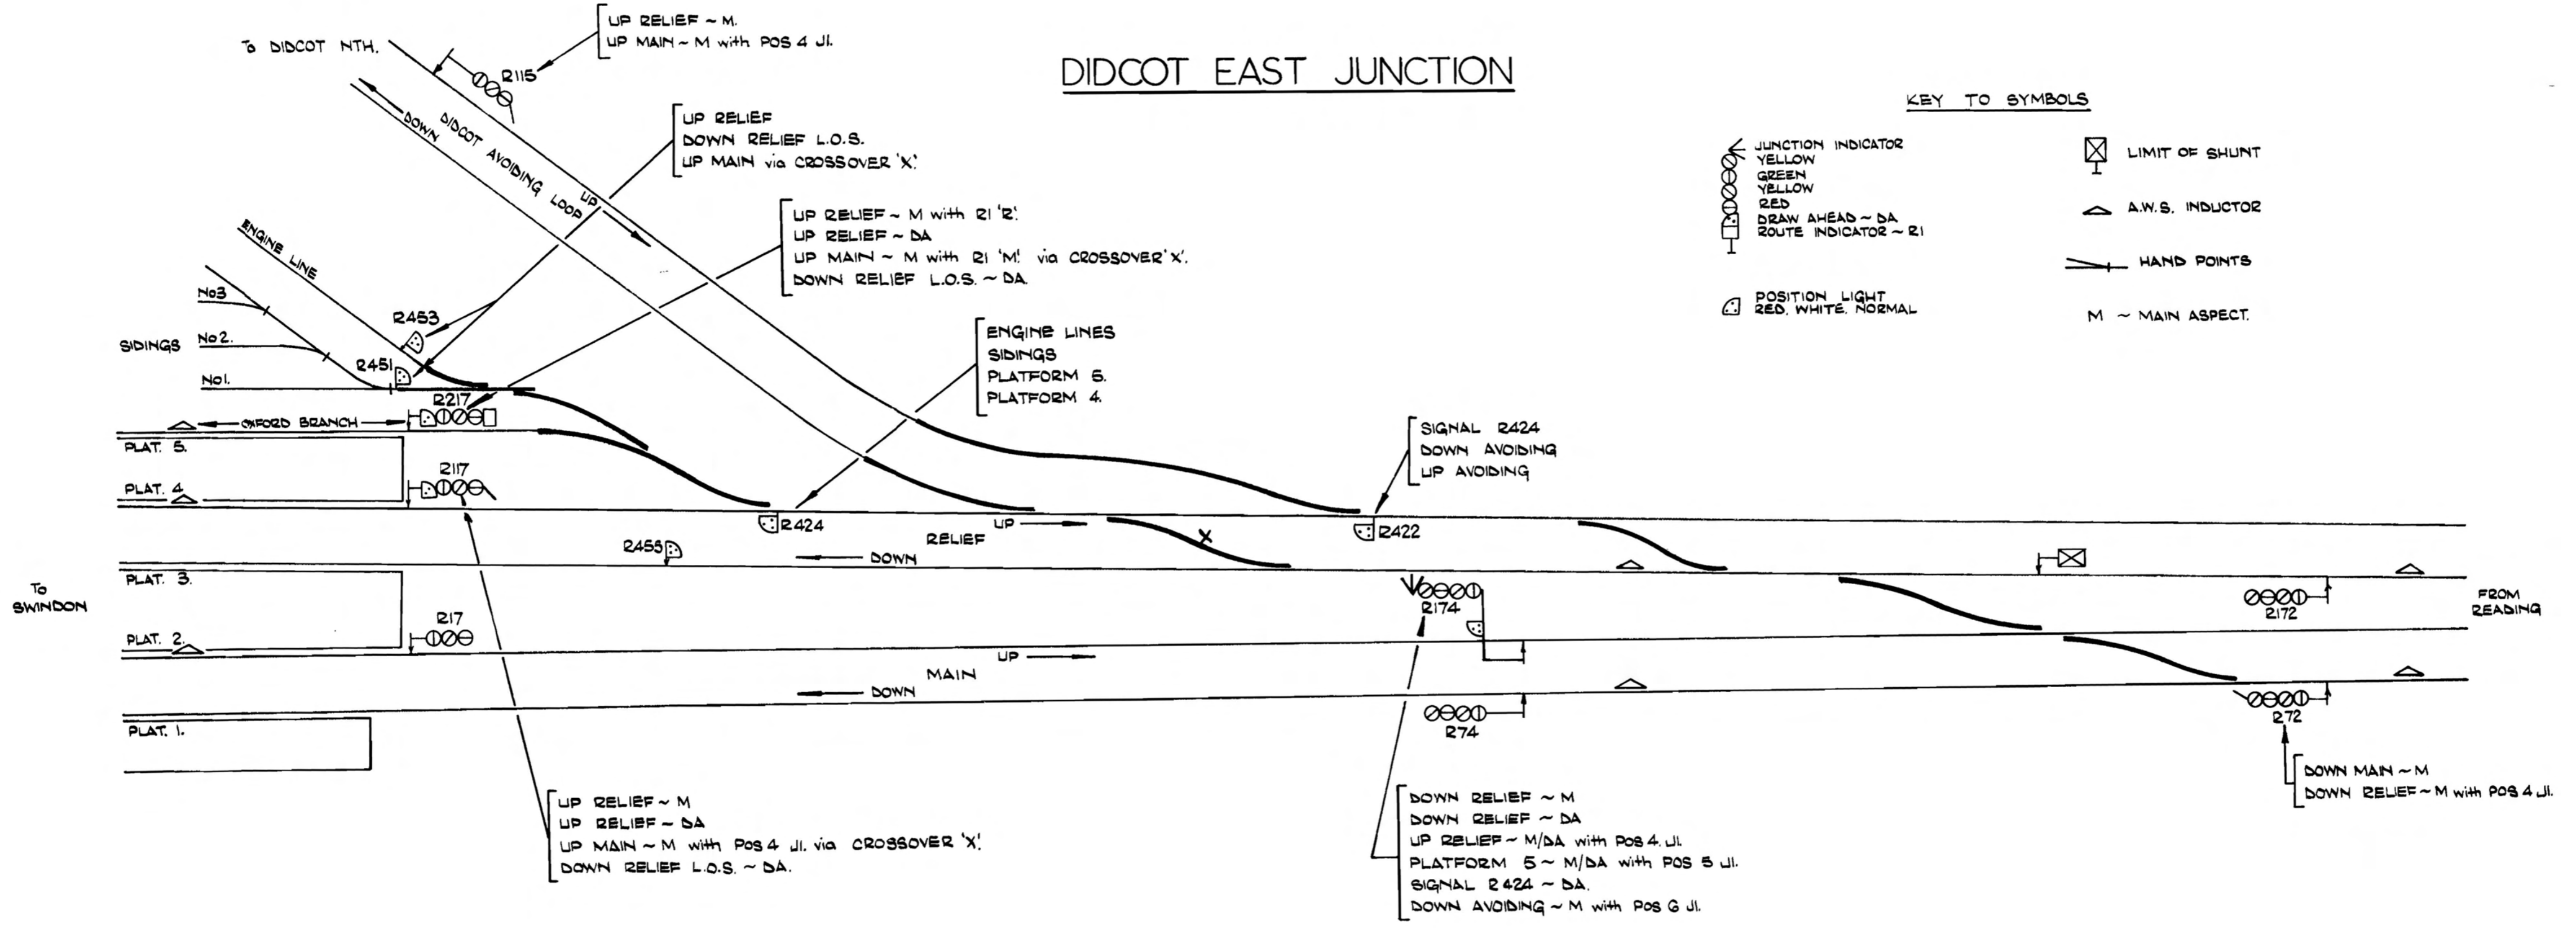 DIDCOT EAST JUNCTION
To DIDCOT NTH.
UP RELIEF ~ M.
UP MAIN ~ M with POS 4 JI.
R115
DOWN
DIDCOT AVOIDING LOOP
UP
UP RELIEF
DOWN RELIEF L.O.S.
UP MAIN via CROSSOVER 'X'.
UP RELIEF ~ M with RI 'R'.
UP RELIEF ~ DA
UP MAIN ~ M with RI 'M' via CROSSOVER 'X'.
DOWN RELIEF L.O.S. ~ DA.
ENGINE LINES
SIDINGS
PLATFORM 5.
PLATFORM 4.
SIGNAL R424
DOWN AVOIDING
UP AVOIDING
KEY TO SYMBOLS
JUNCTION INDICATOR
YELLOW
GREEN
YELLOW
RED
DRAW AHEAD ~ DA
ROUTE INDICATOR ~ RI
POSITION LIGHT
RED. WHITE. NORMAL
LIMIT OF SHUNT
A.W.S. INDUCTOR
HAND POINTS
M ~ MAIN ASPECT.
ENGINE LINE
SIDINGS
No3
No2.
No1.
R453
R451
R217
OXFORD BRANCH
PLAT. 5.
PLAT. 4
R117
R424
R422
R455
UP
RELIEF
DOWN
X
PLAT. 3.
PLAT. 2.
R17
TO
SWINDON
UP
MAIN
DOWN
PLAT. 1.
R174
R74
R172
R72
FROM
READING
UP RELIEF ~ M
UP RELIEF ~ DA
UP MAIN ~ M with POS 4 JI. via CROSSOVER 'X'.
DOWN RELIEF L.O.S. ~ DA.
DOWN RELIEF ~ M
DOWN RELIEF ~ DA
UP RELIEF ~ M/DA with POS 4. JI.
PLATFORM 5 ~ M/DA with POS 5 JI.
SIGNAL R424 ~ DA.
DOWN AVOIDING ~ M with POS 6 JI.
DOWN MAIN ~ M
DOWN RELIEF ~ M with POS 4 JI.